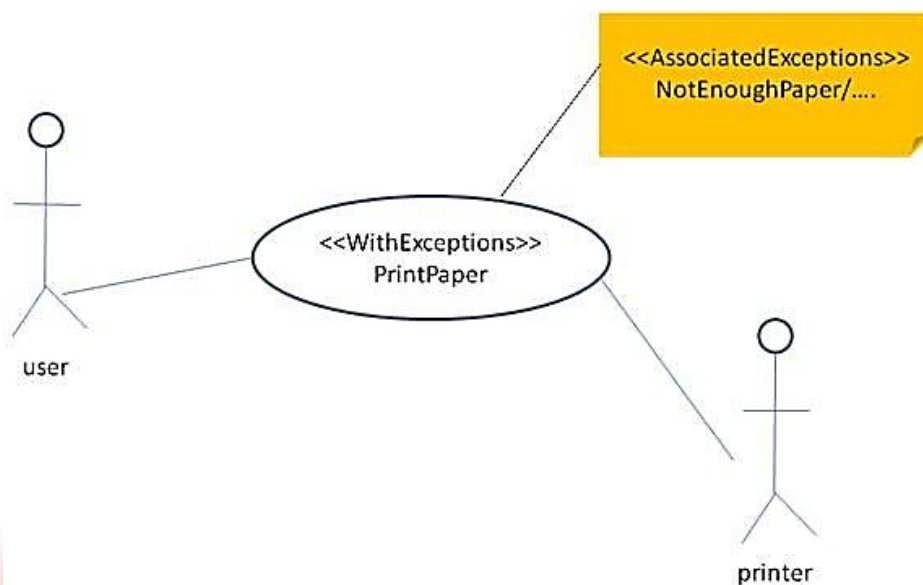 <<AssociatedExceptions>>
NotEnoughPaper/....
<<WithExceptions>>
PrintPaper
user
printer